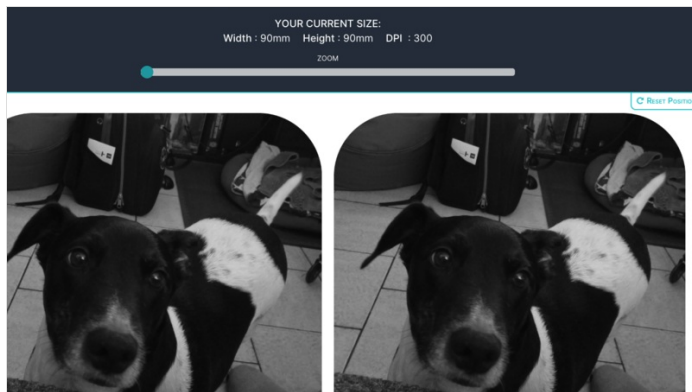 YOUR CURRENT SIZE:
Width : 90mm Height : 90mm DPI : 300
ZOOM
RESET POSITIO